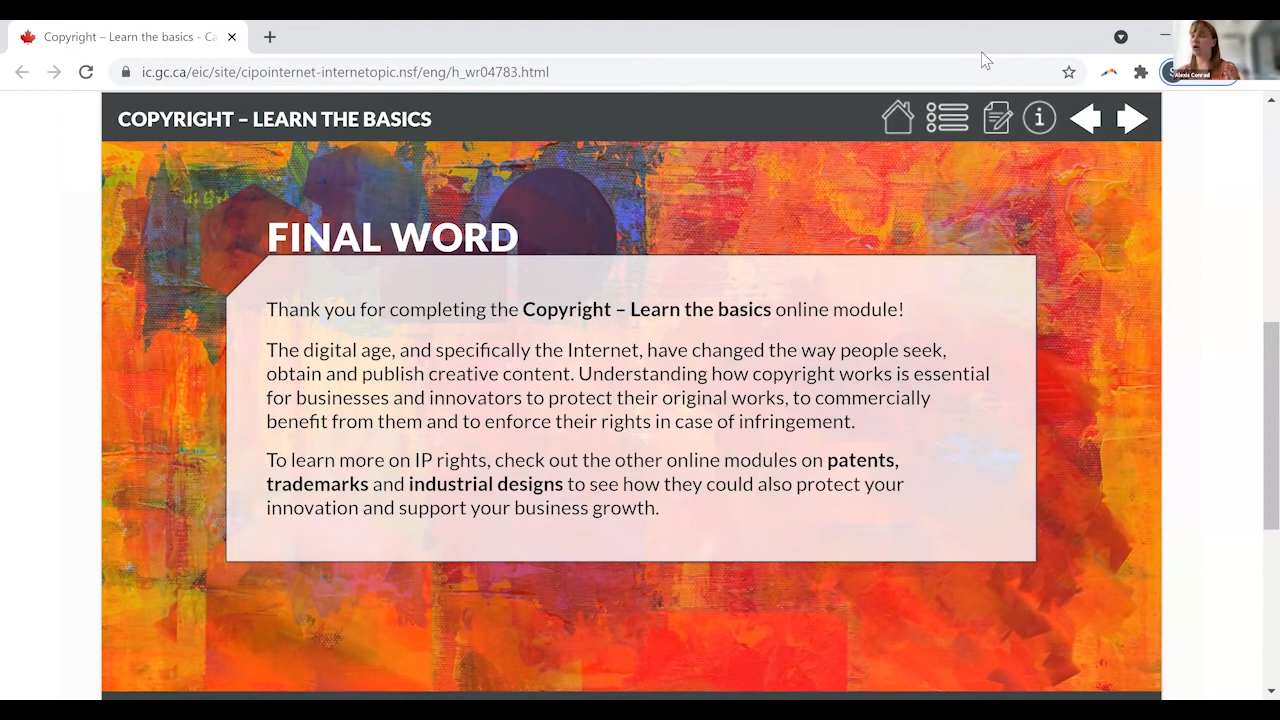 Copyright – Learn the basics - Ca
ic.gc.ca/eic/site/cipointernet-internetopic.nsf/eng/h_wr04783.html
Alexis Conrad
COPYRIGHT – LEARN THE BASICS
FINAL WORD
Thank you for completing the Copyright – Learn the basics online module!
The digital age, and specifically the Internet, have changed the way people seek,
obtain and publish creative content. Understanding how copyright works is essential
for businesses and innovators to protect their original works, to commercially
benefit from them and to enforce their rights in case of infringement.
To learn more on IP rights, check out the other online modules on patents,
trademarks and industrial designs to see how they could also protect your
innovation and support your business growth.